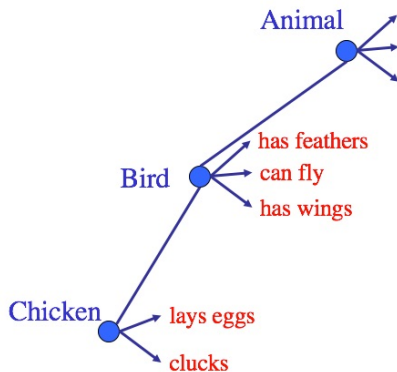 Animal
has feathers
Bird
can fly
has wings
Chicken
lays eggs
clucks